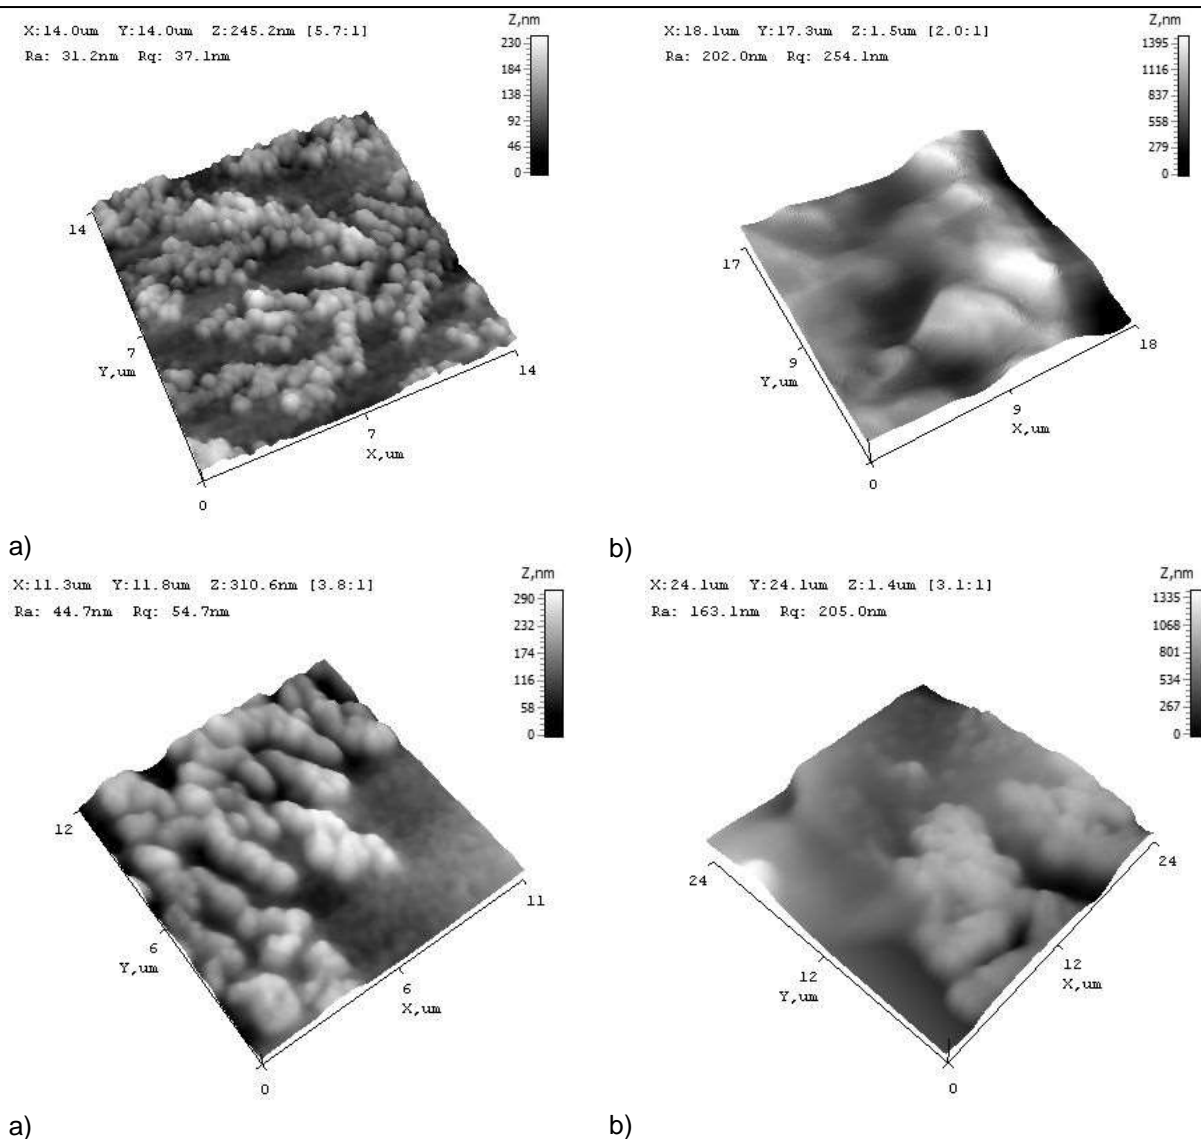 X:14.0um Y:14.0um Z:245.2nm [5.7:1]
Ra: 31.2nm Rq: 37.1nm
Z,nm
230
184
138
92
46
0
14
7
Y,um
0
7
X,um
14
X:18.1um Y:17.3um Z:1.5um [2.0:1]
Ra: 202.0nm Rq: 254.1nm
Z,nm
1395
1116
837
558
279
0
17
9
Y,um
0
9
X,um
18
a)
b)
X:11.3um Y:11.8um Z:310.6nm [3.8:1]
Ra: 44.7nm Rq: 54.7nm
Z,nm
290
232
174
116
58
0
12
6
Y,um
0
6
X,um
11
X:24.1um Y:24.1um Z:1.4um [3.1:1]
Ra: 163.1nm Rq: 205.0nm
Z,nm
1335
1068
801
534
267
0
24
12
Y,um
0
12
X,um
24
a)
b)